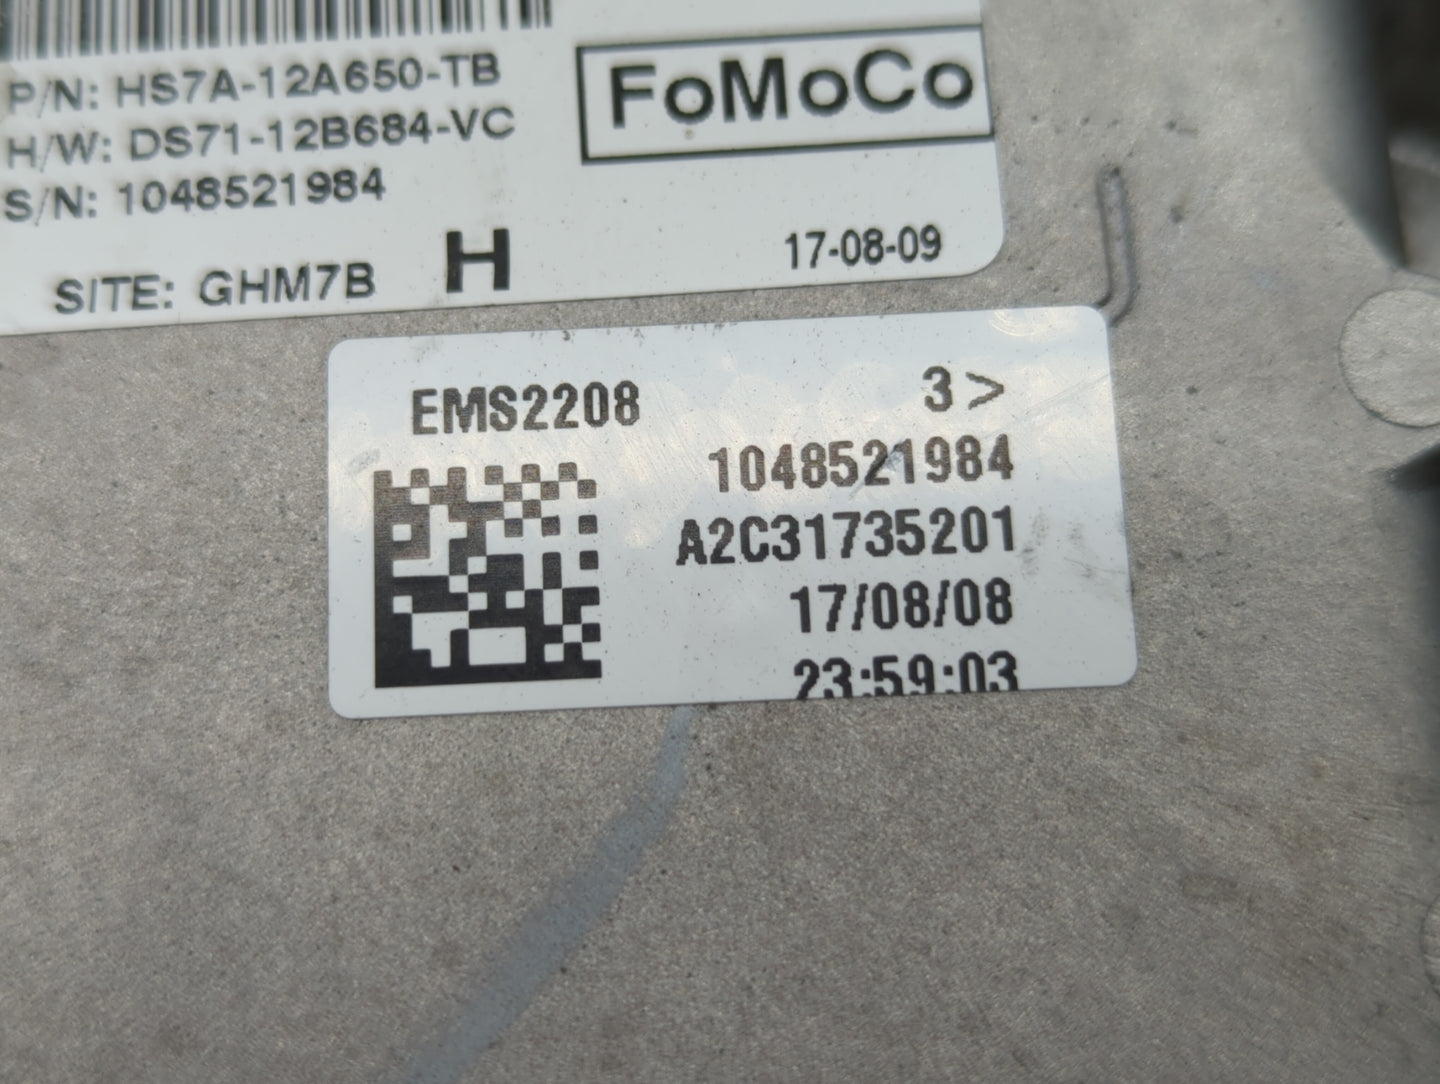 P/N: HS7A-12A650-TB
FoMoCo
H/W: DS71-12B684-VC
S/N: 1048521984
SITE: GHM7B H 17-08-09
EMS2208 3>
1048521984
A2C31735201
17/08/08
23:59:03